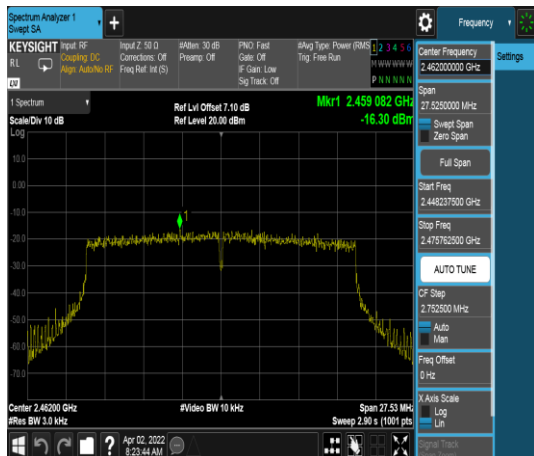 Spectrum Analyzer 1
Swept SA
+
Frequency
KEYSIGHT
RL
LXI
Input: RF
Coupling: DC
Align: Auto/No RF
Input Z: 50 Ω
Corrections: Off
Freq Ref: Int (S)
#Atten: 30 dB
Preamp: Off
PNO: Fast
Gate: Off
IF Gain: Low
Sig Track: Off
#Avg Type: Power (RMS
Trig: Free Run
1 2 3 4 5 6
M W W W W W
P N N N N N
1 Spectrum
Scale/Div 10 dB
Ref Lvl Offset 7.10 dB
Ref Level 20.00 dBm
Mkr1 2.459 082 GHz
-16.30 dBm
Log
10.0
0.00
-10.0
-20.0
-30.0
-40.0
-50.0
-60.0
-70.0
1
Center 2.46200 GHz
#Res BW 3.0 kHz
#Video BW 10 kHz
Span 27.53 MHz
Sweep 2.90 s (1001 pts)
Apr 02, 2022
8:23:44 AM
Center Frequency
2.462000000 GHz
Span
27.5250000 MHz
Swept Span
Zero Span
Full Span
Start Freq
2.448237500 GHz
Stop Freq
2.475762500 GHz
AUTO TUNE
CF Step
2.752500 MHz
Auto
Man
Freq Offset
0 Hz
X Axis Scale
Log
Lin
Signal Track
Settings